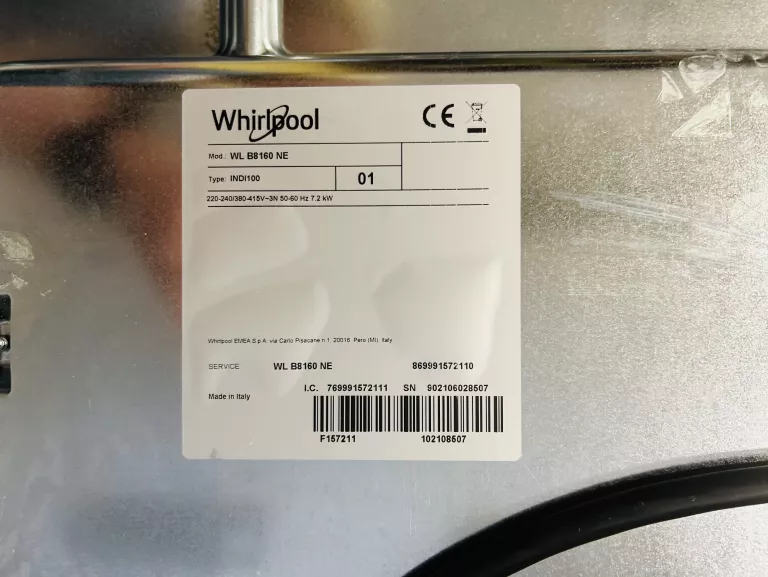 Whirlpool CE
Mod.: WL B8160 NE
Type: INDI100 01
220-240/380-415V~3N 50-60 Hz 7.2 kW
Whirlpool EMEA S.p.A. via Carlo Pisacane n.1, 20016 Pero (MI), Italy
SERVICE WL B8160 NE 869991572110
I.C. 769991572111 SN 902106028507
Made in Italy
F157211 102108507